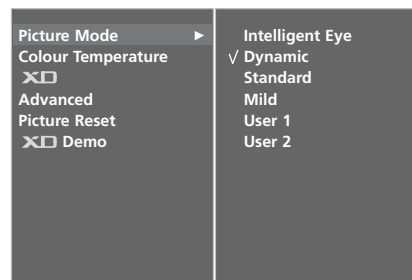 Picture Mode ►
Colour Temperature
XD
Advanced
Picture Reset
XD Demo
Intelligent Eye
√ Dynamic
Standard
Mild
User 1
User 2